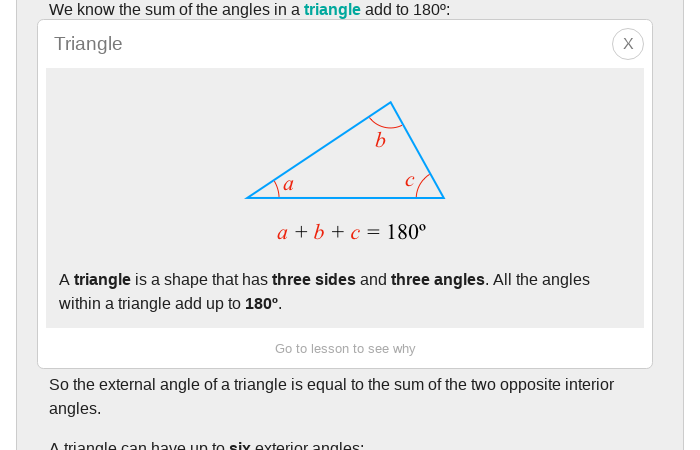 We know the sum of the angles in a triangle add to 180º:
Triangle
X
b
a
c
a + b + c = 180º
A triangle is a shape that has three sides and three angles. All the angles
within a triangle add up to 180º.
Go to lesson to see why
So the external angle of a triangle is equal to the sum of the two opposite interior
angles.
A triangle can have up to six exterior angles: